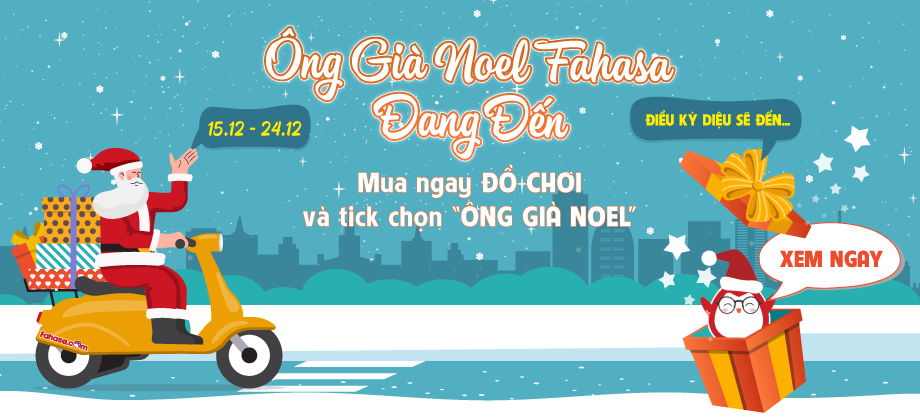 Ông Già Noel Fahasa
Đang Đến
15.12 - 24.12
ĐIỀU KỲ DIỆU SẼ ĐẾN...
Mua ngay ĐỒ CHƠI
và tick chọn "ÔNG GIÀ NOEL"
XEM NGAY
Fahasa.com